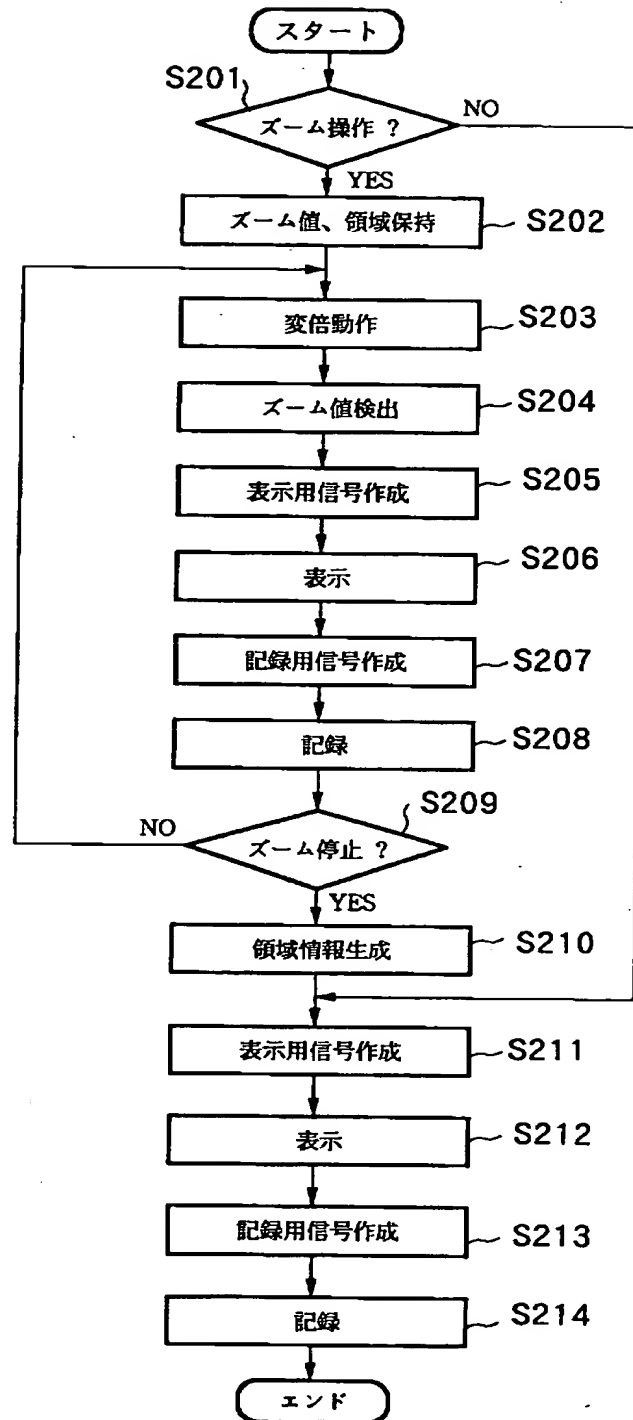 スタート
S201
ズーム操作 ?
NO
YES
ズーム値、領域保持
S202
変倍動作
S203
ズーム値検出
S204
表示用信号作成
S205
表示
S206
記録用信号作成
S207
記録
S208
S209
NO
ズーム停止 ?
YES
領域情報生成
S210
表示用信号作成
S211
表示
S212
記録用信号作成
S213
記録
S214
エンド